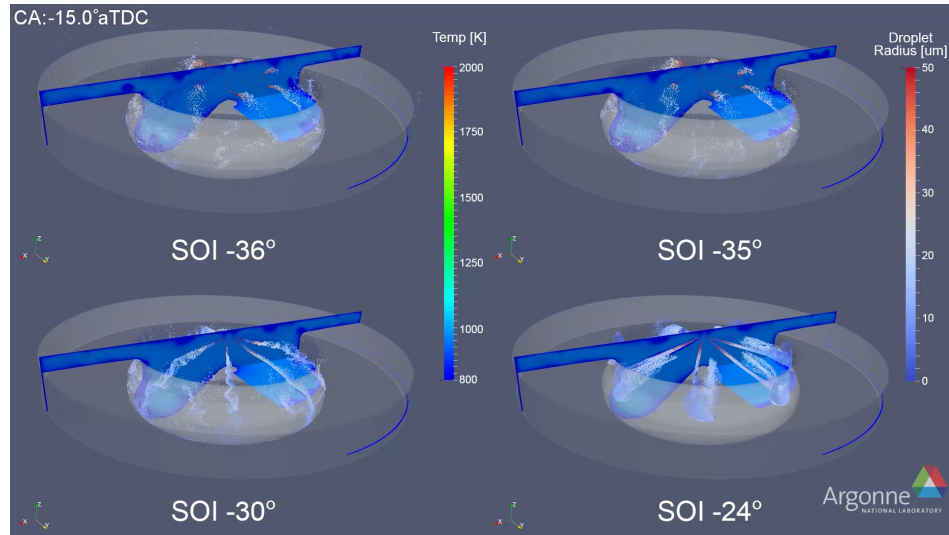 CA:-15.0°aTDC
Temp [K]
2000
1750
1500
1250
1000
800
Droplet
Radius [um]
50
40
30
20
10
0
Z
X
Y
SOI -36°
Z
X
Y
SOI -35°
Z
X
Y
SOI -30°
Z
X
Y
SOI -24°
Argonne
NATIONAL LABORATORY